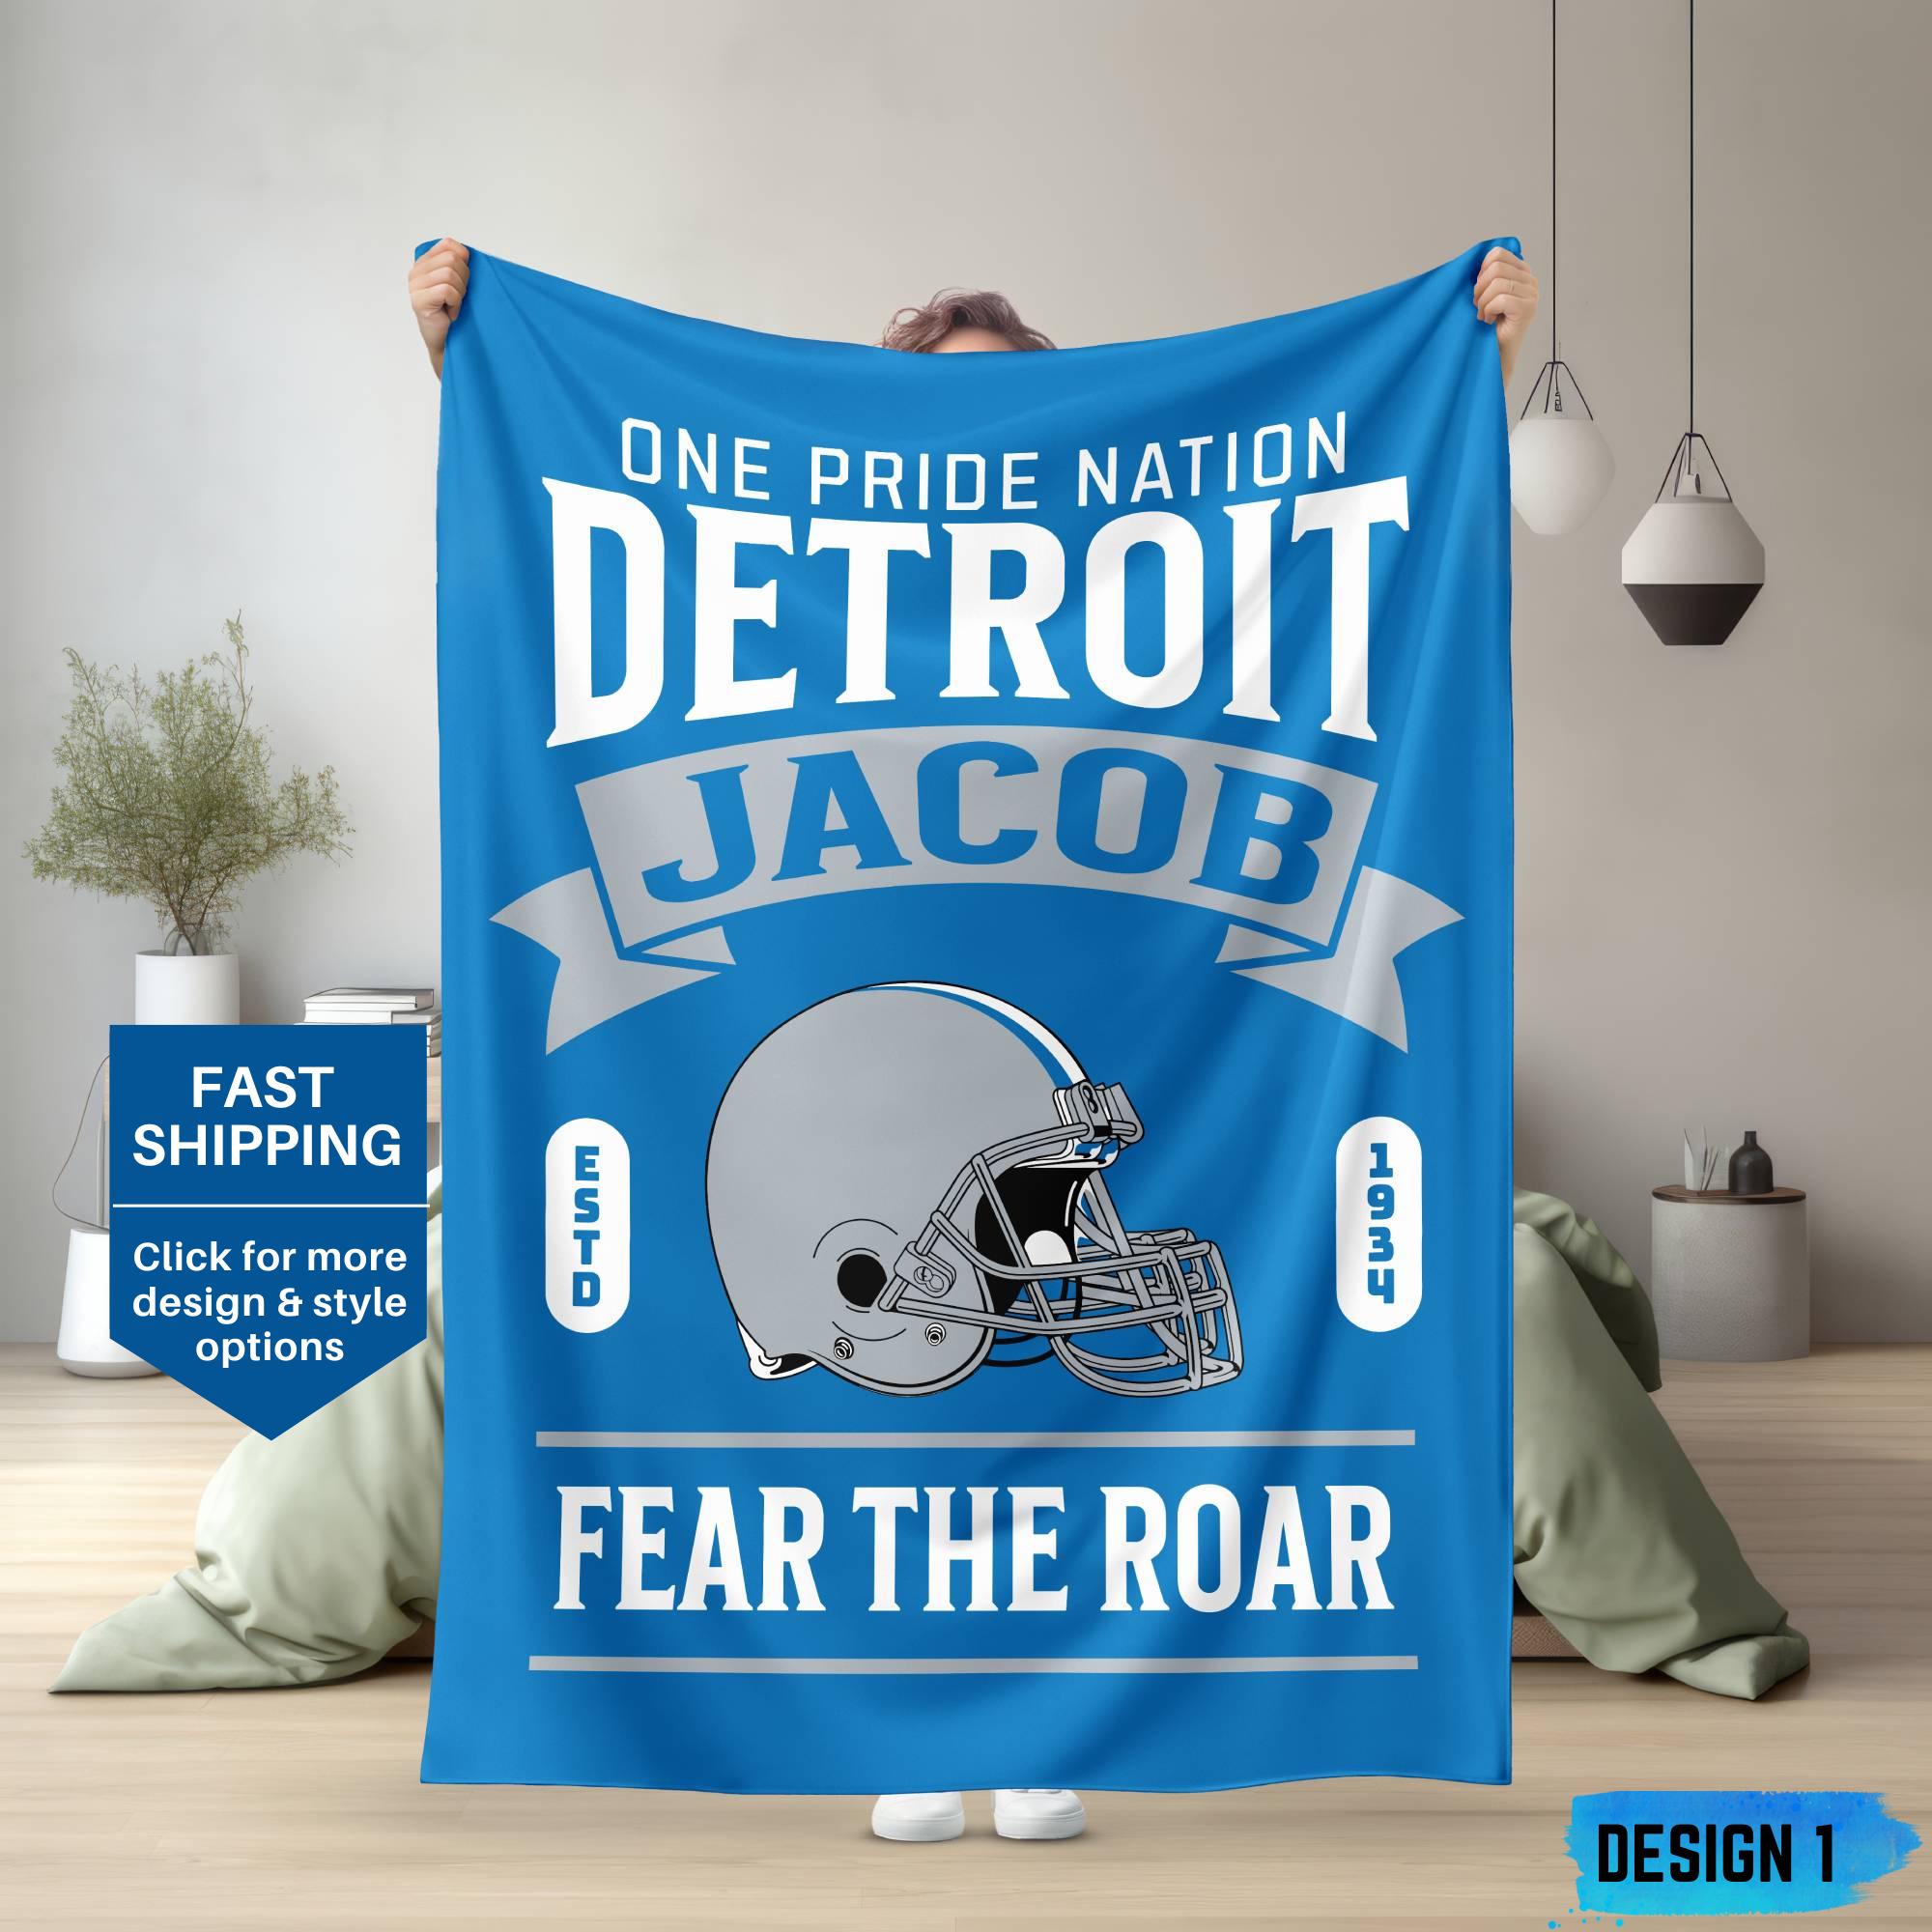 ONE PRIDE NATION
DETROIT
JACOB
ESTD
1934
FEAR THE ROAR
FAST
SHIPPING
Click for more
design & style
options
DESIGN 1